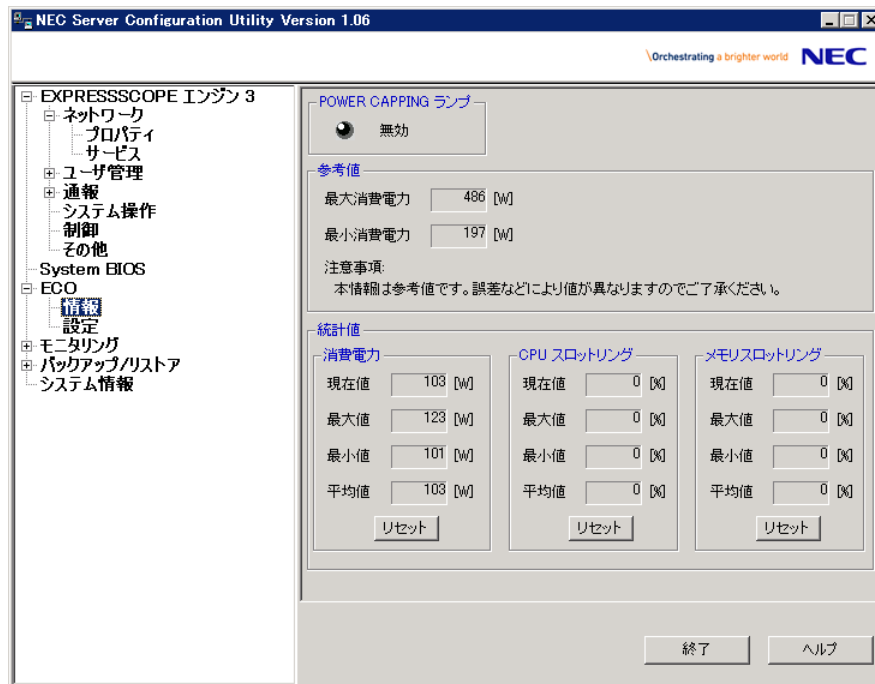 NEC Server Configuration Utility Version 1.06
\Orchestrating a brighter world NEC
EXPRESSSCOPE エンジン 3
ネットワーク
プロパティ
サービス
ユーザ管理
通報
システム操作
制御
その他
System BIOS
ECO
情報
設定
モニタリング
バックアップ/リストア
システム情報
POWER CAPPING ランプ
無効
参考値
最大消費電力 486 [W]
最小消費電力 197 [W]
注意事項:
本情報は参考値です。誤差などにより値が異なりますのでご了承ください。
統計値
消費電力
現在値 103 [W]
最大値 123 [W]
最小値 101 [W]
平均値 103 [W]
リセット
CPU スロットリング
現在値 0 [%]
最大値 0 [%]
最小値 0 [%]
平均値 0 [%]
リセット
メモリスロットリング
現在値 0 [%]
最大値 0 [%]
最小値 0 [%]
平均値 0 [%]
リセット
終了
ヘルプ